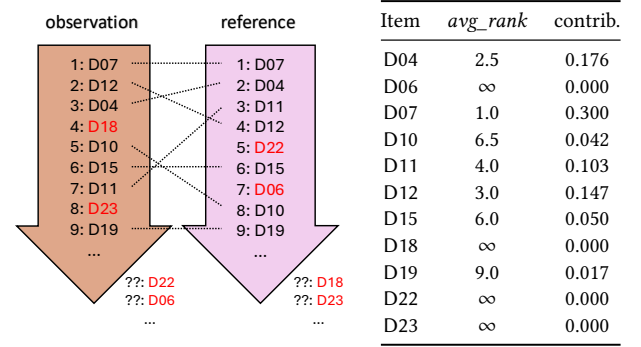 observation
1: D07
2: D12
3: D04
4: D18
5: D10
6: D15
7: D11
8: D23
9: D19
...
??: D22
??: D06
...
reference
1: D07
2: D04
3: D11
4: D12
5: D22
6: D15
7: D06
8: D10
9: D19
...
??: D18
??: D23
...
Item avg_rank contrib.
D04 2.5 0.176
D06 ∞ 0.000
D07 1.0 0.300
D10 6.5 0.042
D11 4.0 0.103
D12 3.0 0.147
D15 6.0 0.050
D18 ∞ 0.000
D19 9.0 0.017
D22 ∞ 0.000
D23 ∞ 0.000